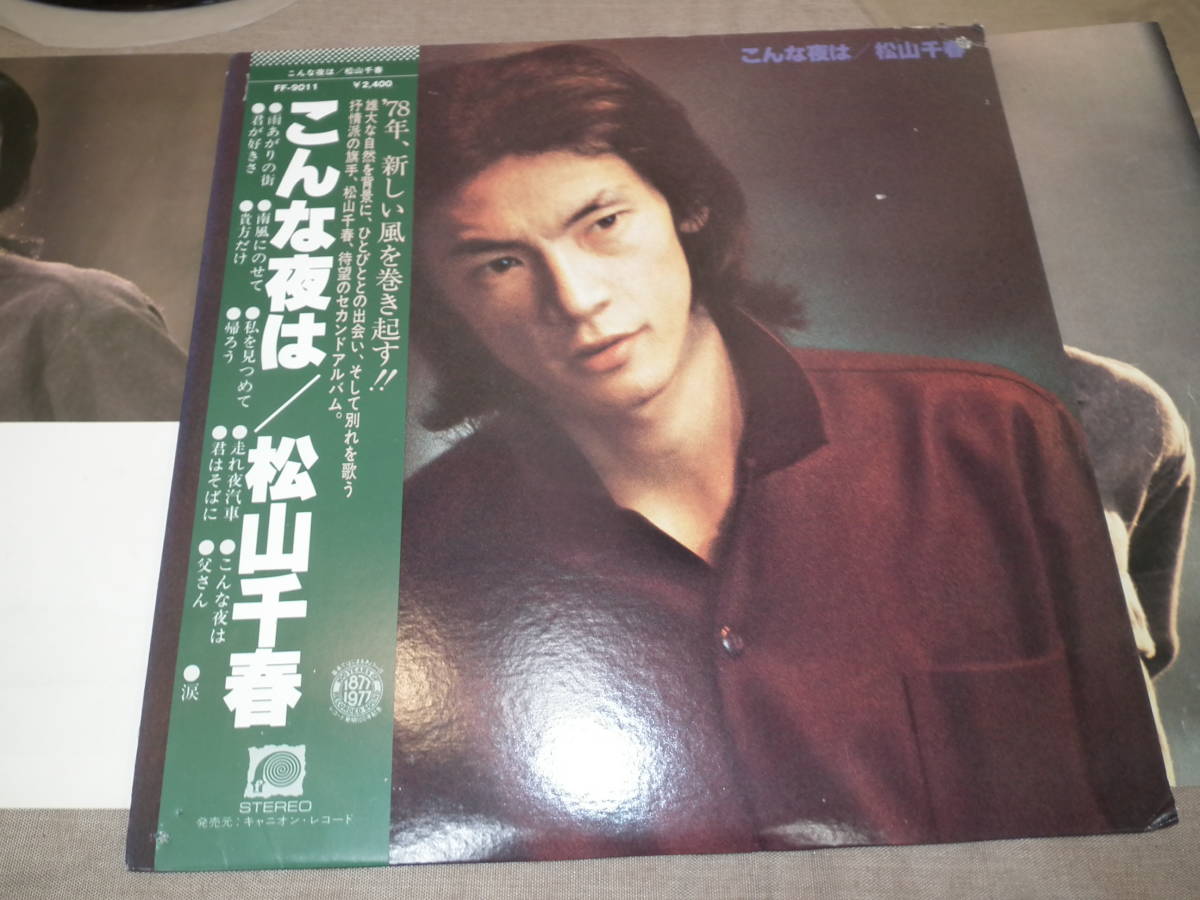 こんな夜は／松山千春
こんな夜は／松山千春
FF-9011 ¥2,400
'78年、新しい風を巻き起す!!
雄大な自然を背景に、ひとびととの出会い、そして別れを歌う
抒情派の旗手、松山千春、待望のセカンドアルバム。
こんな夜は／松山千春
●雨あがりの街 ●南風にのせて ●私を見つめて ●走れ夜汽車 ●こんな夜は ●涙
●君が好きさ ●貴方だけ ●帰ろう ●君はそばに ●父さん
1877
1977
STEREO
発売元：キャニオン・レコード